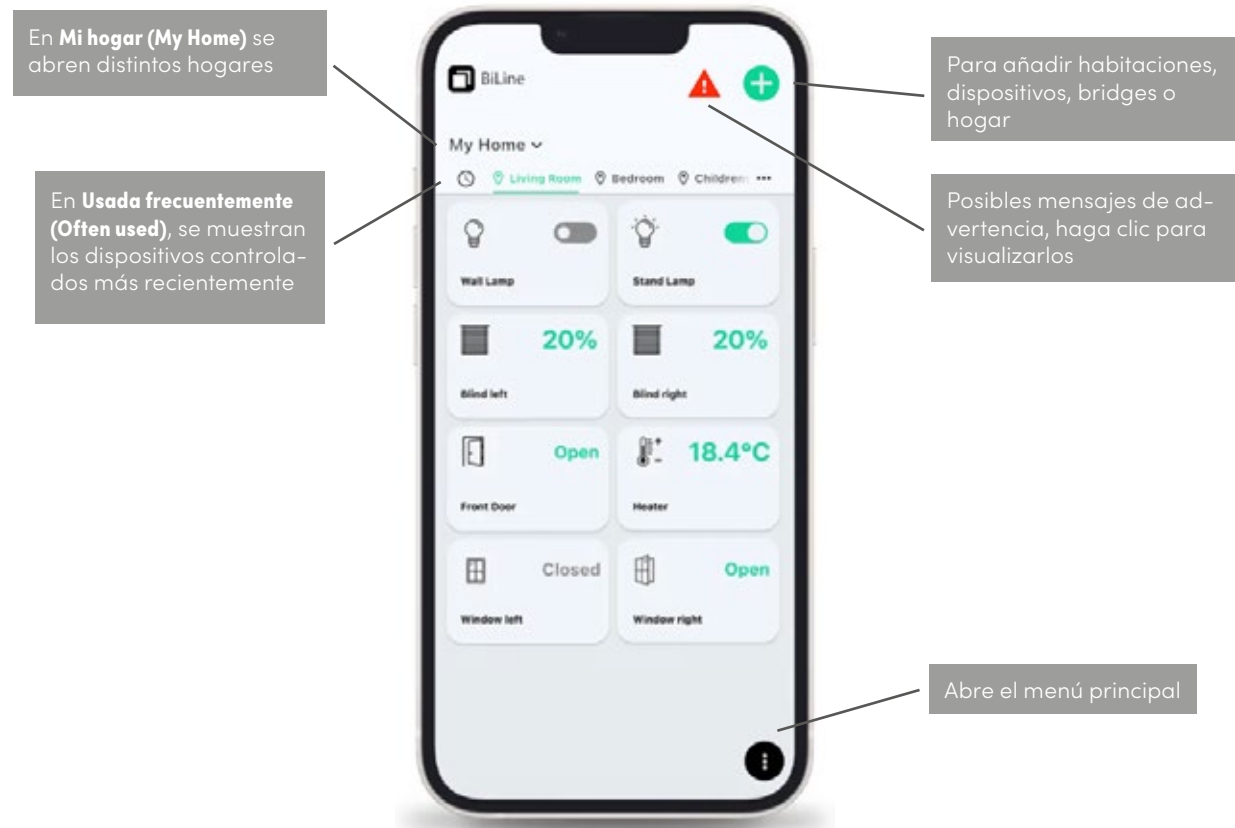 En Mi hogar (My Home) se
abren distintos hogares
En Usada frecuentemente
(Often used), se muestran
los dispositivos controla-
dos más recientemente
BiLine
My Home
Living Room
Bedroom
Children
Wall Lamp
Stand Lamp
20%
Blind left
20%
Blind right
Open
Front Door
18.4°C
Heater
Closed
Window left
Open
Window right
Para añadir habitaciones,
dispositivos, bridges o
hogar
Posibles mensajes de ad-
vertencia, haga clic para
visualizarlos
Abre el menú principal